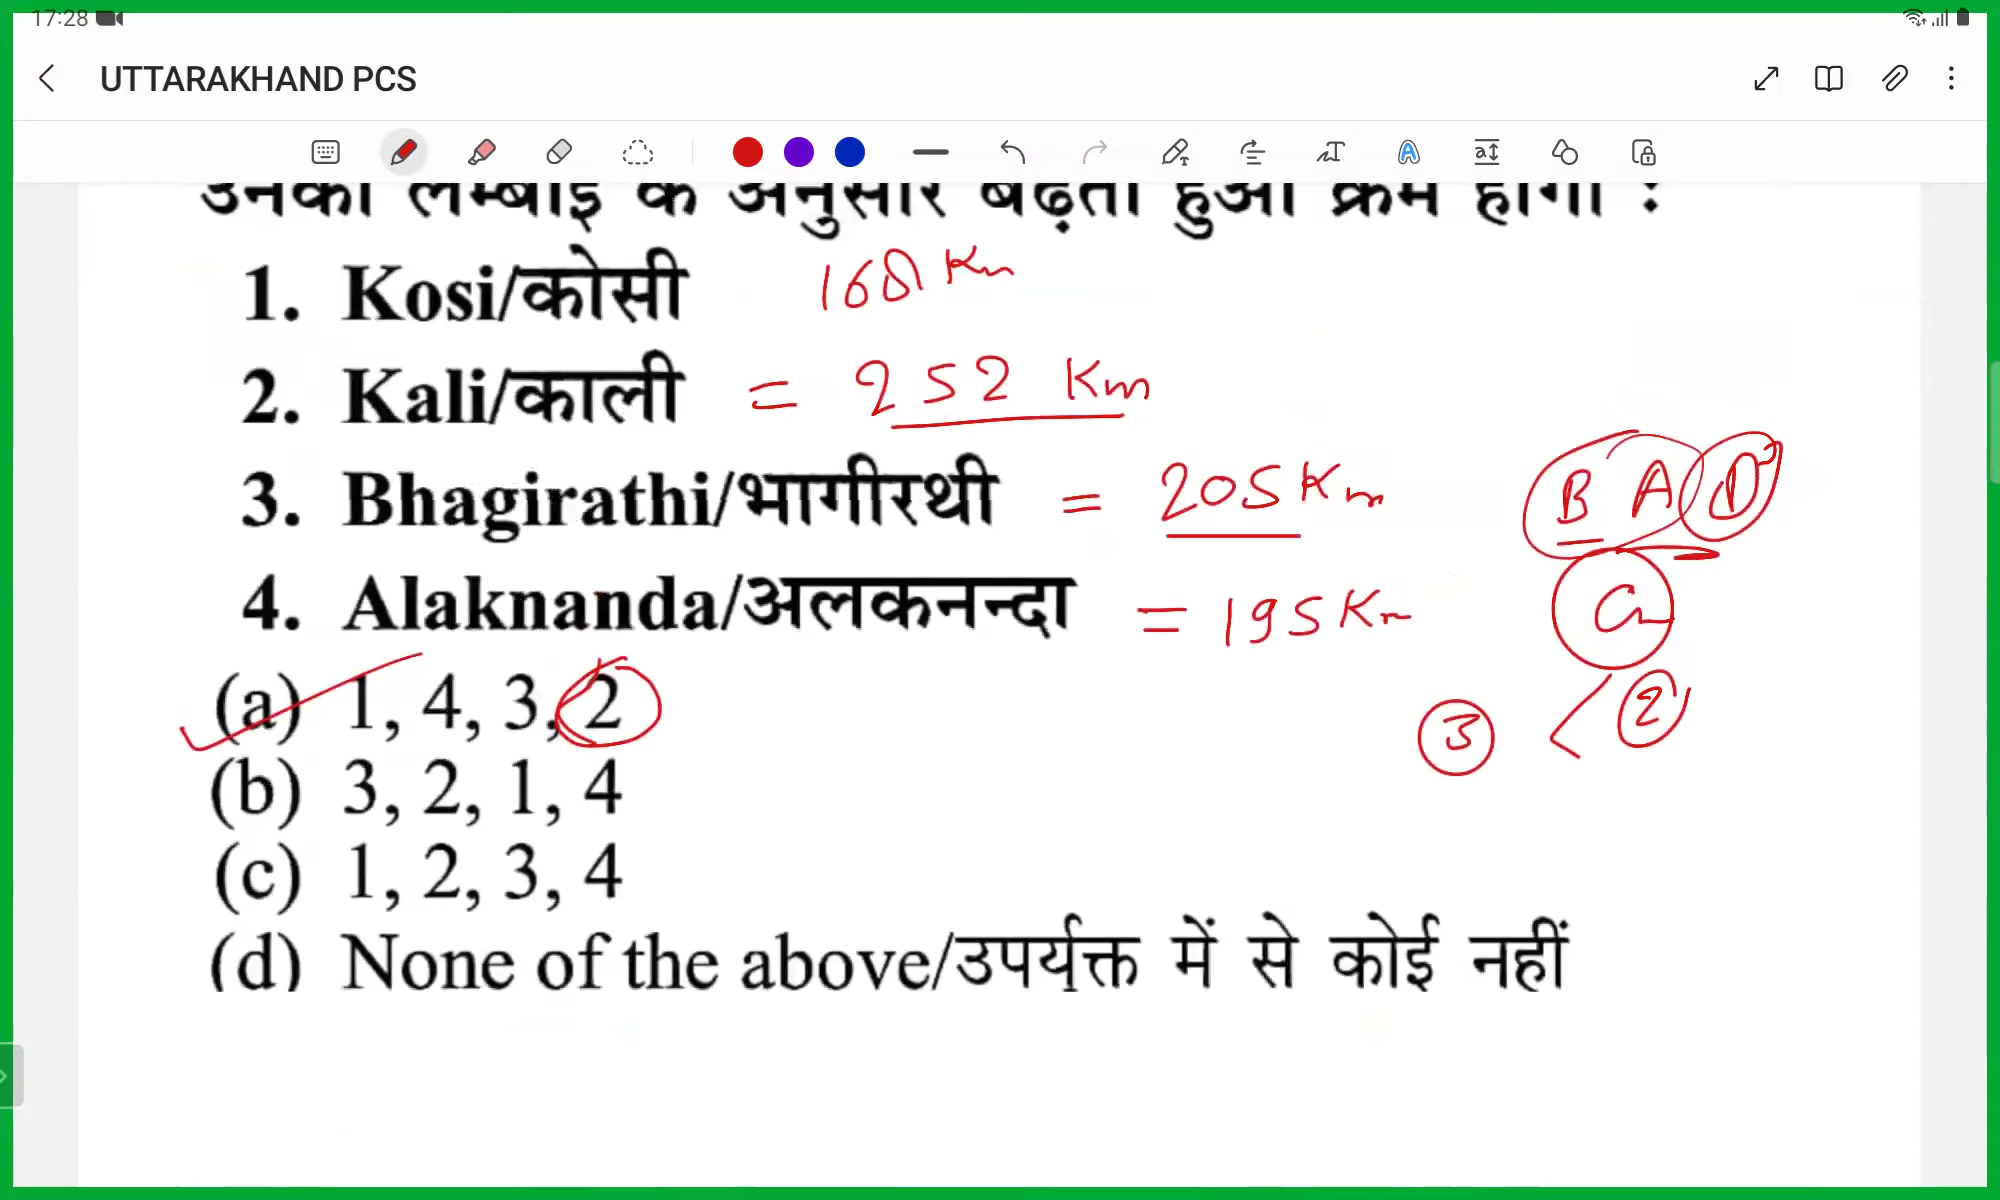 17:28
UTTARAKHAND PCS
उनकी लम्बाई के अनुसार बढ़ता हुआ क्रम होगा :
1. Kosi/कोसी 168 Km
2. Kali/काली = 252 Km
3. Bhagirathi/भागीरथी = 205 Km
B A D
4. Alaknanda/अलकनन्दा = 195 Km
G
(a) 1, 4, 3, 2
3 < 2
(b) 3, 2, 1, 4
(c) 1, 2, 3, 4
(d) None of the above/उपर्युक्त में से कोई नहीं